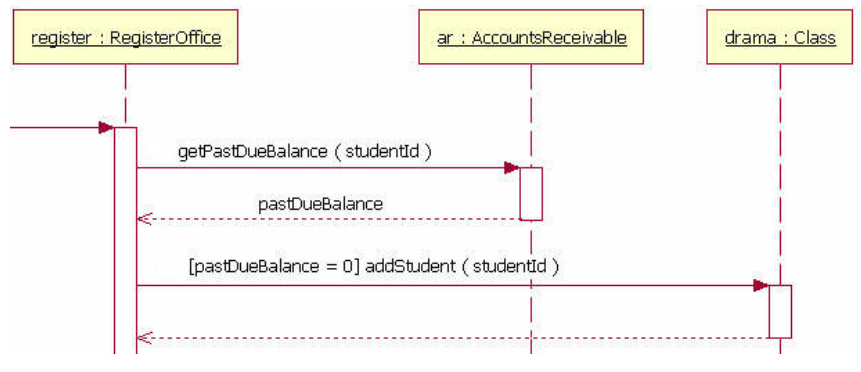 register : RegisterOffice
ar : AccountsReceivable
drama : Class
getPastDueBalance ( studentId )
pastDueBalance
[pastDueBalance = 0] addStudent ( studentId )